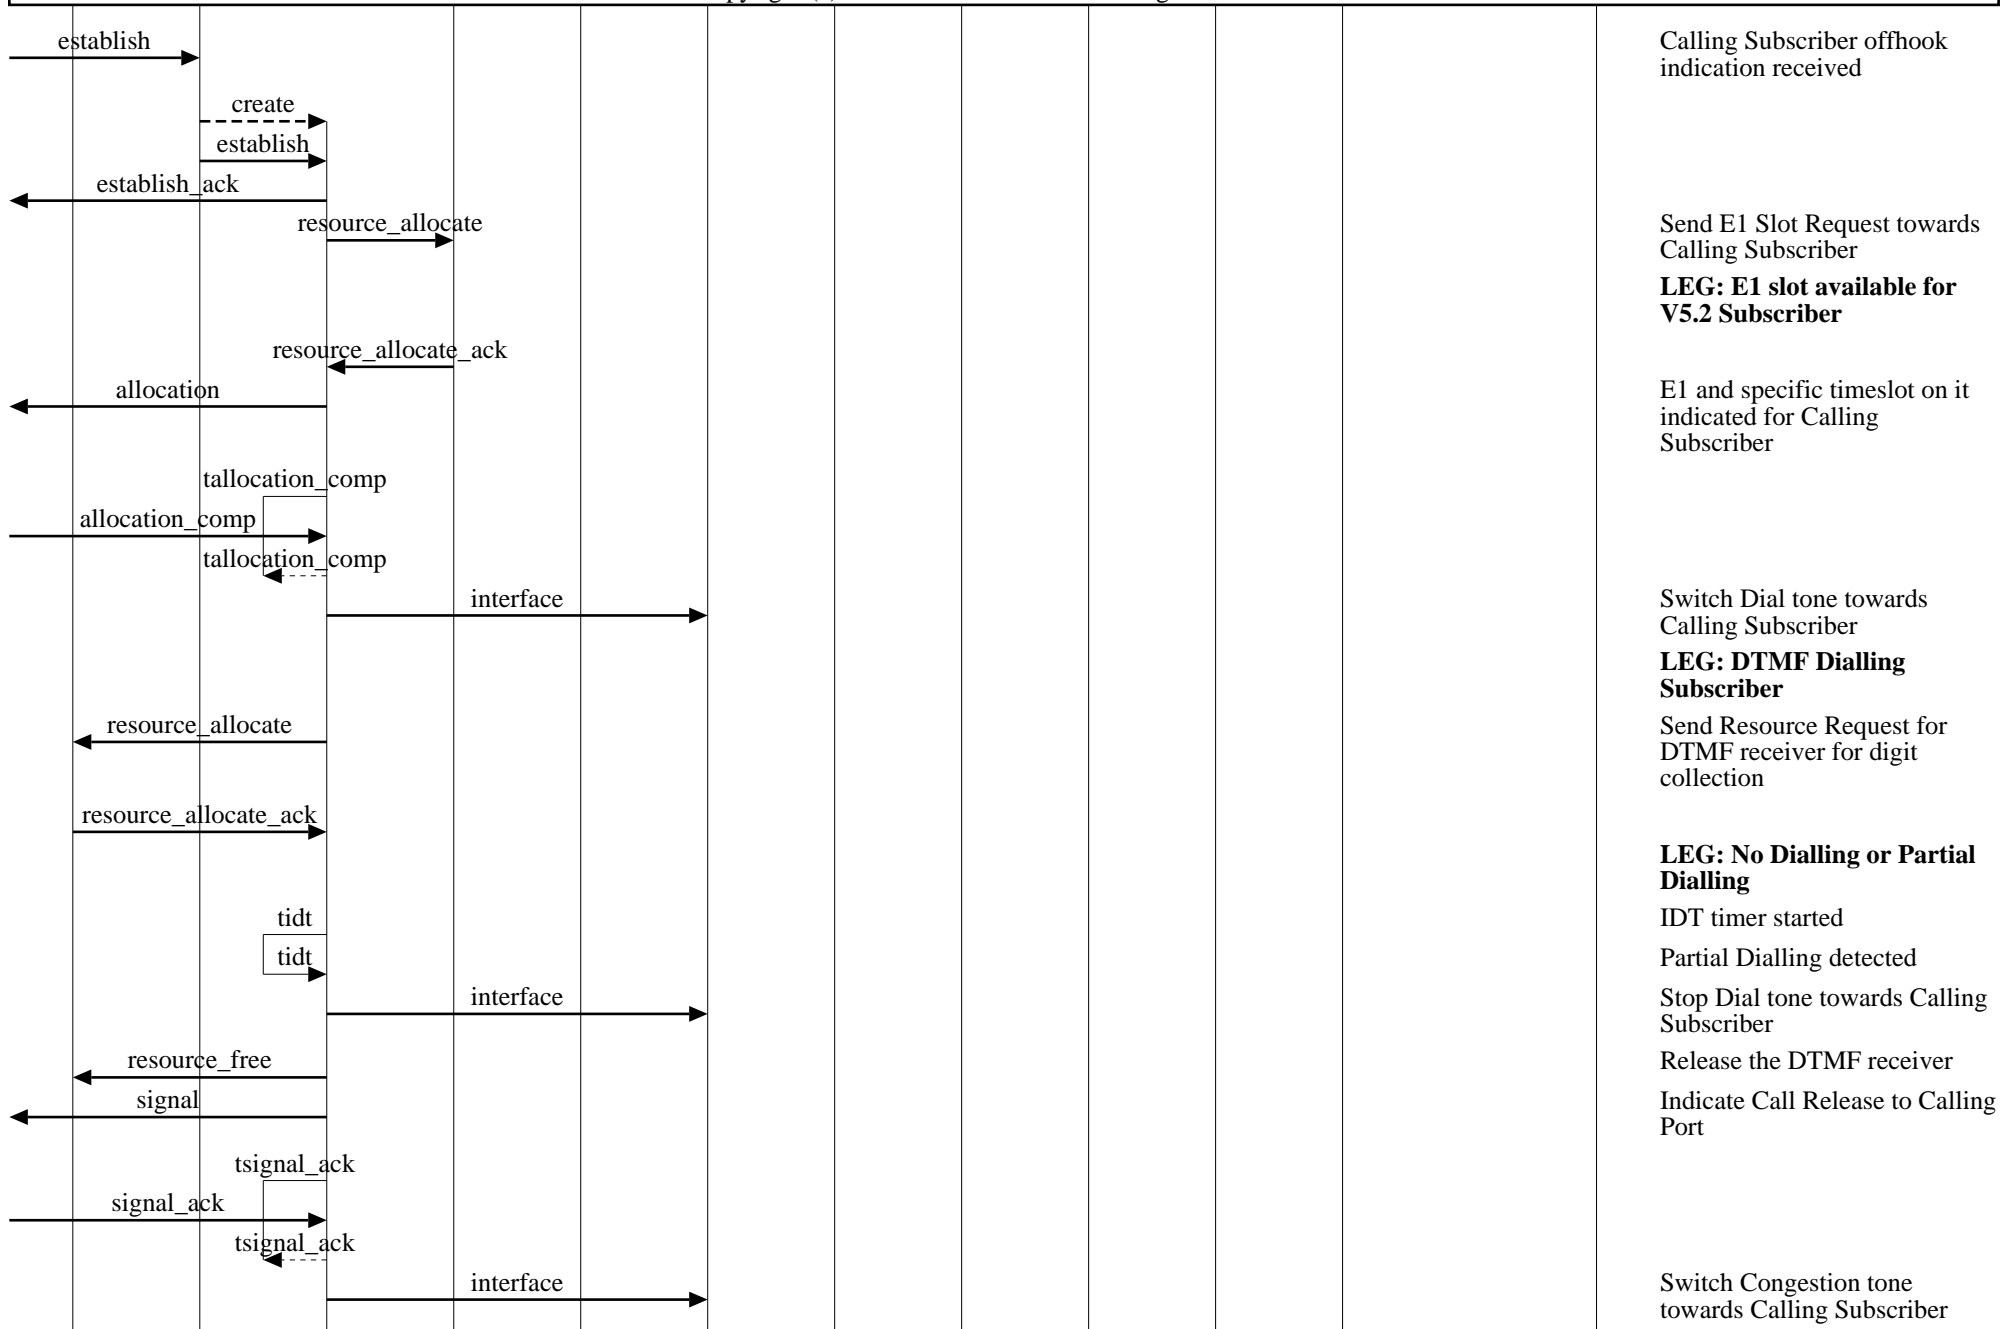 establish
Calling Subscriber offhook
indication received
create
establish
establish_ack
resource_allocate
Send E1 Slot Request towards
Calling Subscriber
LEG: E1 slot available for
V5.2 Subscriber
resource_allocate_ack
allocation
E1 and specific timeslot on it
indicated for Calling
Subscriber
tallocation_comp
allocation_comp
tallocation_comp
interface
Switch Dial tone towards
Calling Subscriber
LEG: DTMF Dialling
Subscriber
resource_allocate
Send Resource Request for
DTMF receiver for digit
collection
resource_allocate_ack
LEG: No Dialling or Partial
Dialling
tidt
IDT timer started
tidt
Partial Dialling detected
interface
Stop Dial tone towards Calling
Subscriber
resource_free
Release the DTMF receiver
signal
Indicate Call Release to Calling
Port
tsignal_ack
signal_ack
tsignal_ack
interface
Switch Congestion tone
towards Calling Subscriber